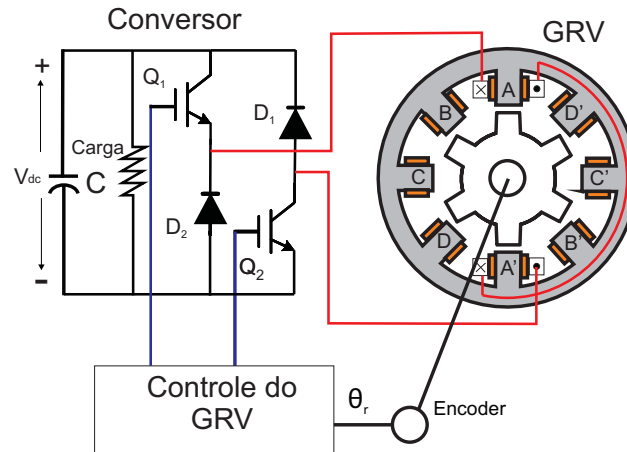 Conversor
GRV
+
Q1
D1
A
B
D'
Carga
Vdc
C
C
C'
D2
Q2
D
B'
A'
-
Controle do
GRV
θr
Encoder